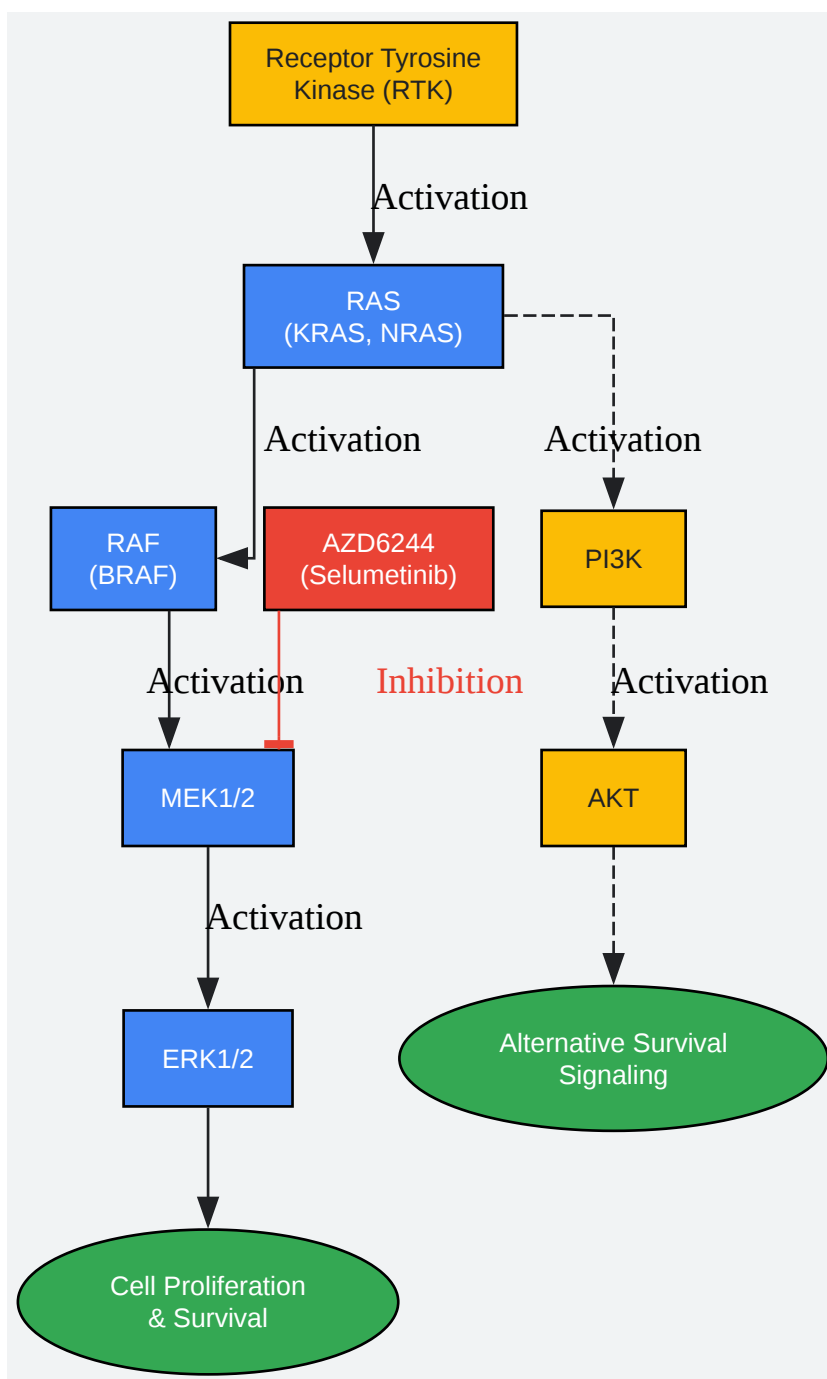 Receptor Tyrosine
Kinase (RTK)
Activation
RAS
(KRAS, NRAS)
Activation
Activation
RAF
(BRAF)
AZD6244
(Selumetinib)
PI3K
Activation
Inhibition
Activation
MEK1/2
AKT
Activation
ERK1/2
Alternative Survival
Signaling
Cell Proliferation
& Survival